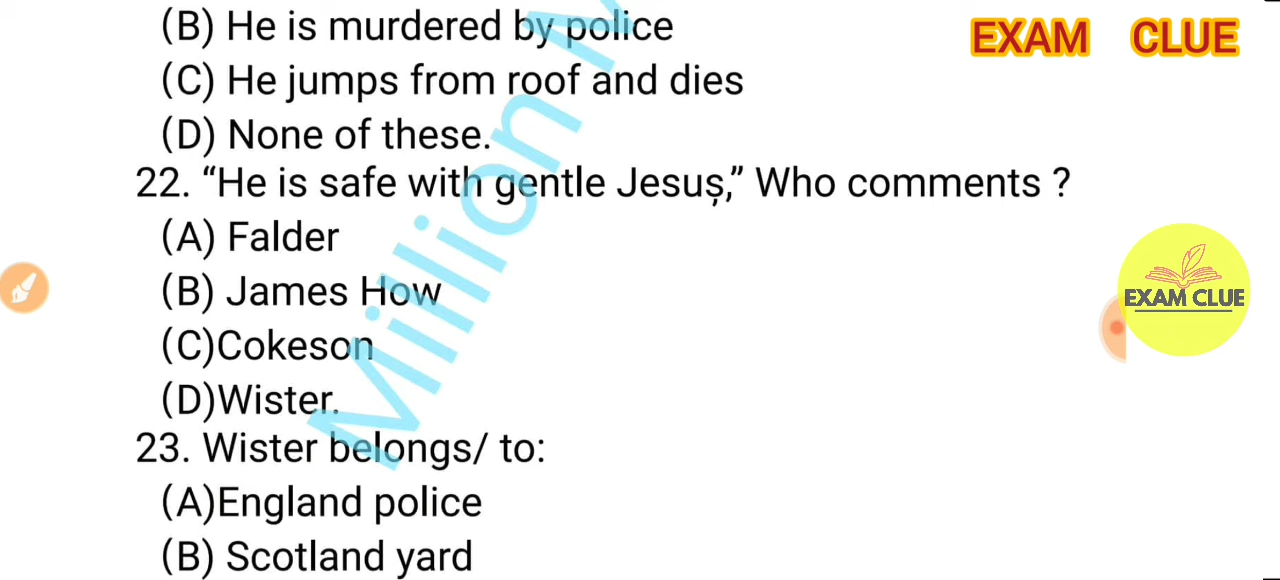 (B) He is murdered by police
EXAM CLUE
(C) He jumps from roof and dies
(D) None of these.
22. “He is safe with gentle Jesus,” Who comments ?
(A) Falder
(B) James How
EXAM CLUE
(C)Cokeson
(D)Wister.
23. Wister belongs/ to:
(A)England police
(B) Scotland yard
Million